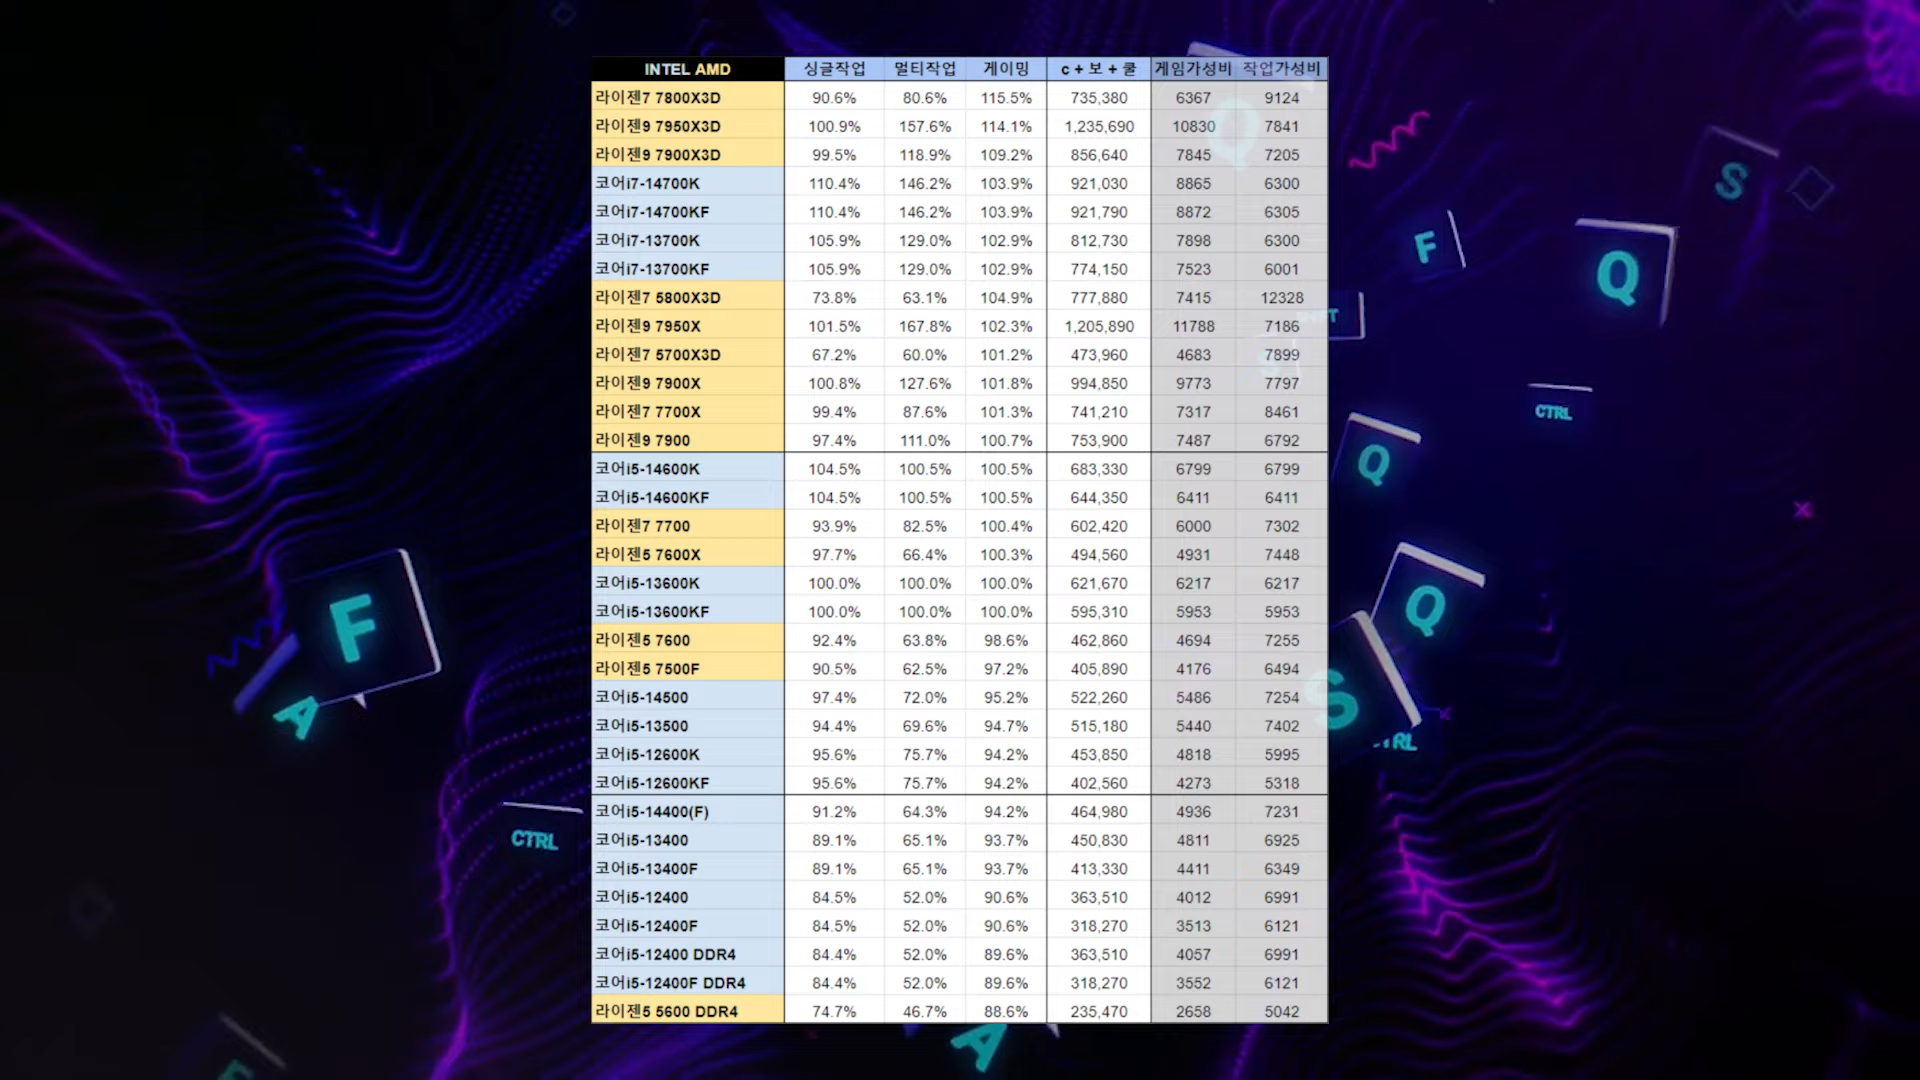 INTEL AMD 싱글작업 멀티작업 게이밍 c + 보 + 쿨 게임가성비 작업가성비
라이젠7 7800X3D 90.6% 80.6% 115.5% 735,380 6367 9124
라이젠9 7950X3D 100.9% 157.6% 114.1% 1,235,690 10830 7841
라이젠9 7900X3D 99.5% 118.9% 109.2% 856,640 7845 7205
코어i7-14700K 110.4% 146.2% 103.9% 921,030 8865 6300
코어i7-14700KF 110.4% 146.2% 103.9% 921,790 8872 6305
코어i7-13700K 105.9% 129.0% 102.9% 812,730 7898 6300
코어i7-13700KF 105.9% 129.0% 102.9% 774,150 7523 6001
라이젠7 5800X3D 73.8% 63.1% 104.9% 777,880 7415 12328
라이젠9 7950X 101.5% 167.8% 102.3% 1,205,890 11788 7186
라이젠7 5700X3D 67.2% 60.0% 101.2% 473,960 4683 7899
라이젠9 7900X 100.8% 127.6% 101.8% 994,850 9773 7797
라이젠7 7700X 99.4% 87.6% 101.3% 741,210 7317 8461
라이젠9 7900 97.4% 111.0% 100.7% 753,900 7487 6792
코어i5-14600K 104.5% 100.5% 100.5% 683,330 6799 6799
코어i5-14600KF 104.5% 100.5% 100.5% 644,350 6411 6411
라이젠7 7700 93.9% 82.5% 100.4% 602,420 6000 7302
라이젠5 7600X 97.7% 66.4% 100.3% 494,560 4931 7448
코어i5-13600K 100.0% 100.0% 100.0% 621,670 6217 6217
코어i5-13600KF 100.0% 100.0% 100.0% 595,310 5953 5953
라이젠5 7600 92.4% 63.8% 98.6% 462,860 4694 7255
라이젠5 7500F 90.5% 62.5% 97.2% 405,890 4176 6494
코어i5-14500 97.4% 72.0% 95.2% 522,260 5486 7254
코어i5-13500 94.4% 69.6% 94.7% 515,180 5440 7402
코어i5-12600K 95.6% 75.7% 94.2% 453,850 4818 5995
코어i5-12600KF 95.6% 75.7% 94.2% 402,560 4273 5318
코어i5-14400(F) 91.2% 64.3% 94.2% 464,980 4936 7231
코어i5-13400 89.1% 65.1% 93.7% 450,830 4811 6925
코어i5-13400F 89.1% 65.1% 93.7% 413,330 4411 6349
코어i5-12400 84.5% 52.0% 90.6% 363,510 4012 6991
코어i5-12400F 84.5% 52.0% 90.6% 318,270 3513 6121
코어i5-12400 DDR4 84.4% 52.0% 89.6% 363,510 4057 6991
코어i5-12400F DDR4 84.4% 52.0% 89.6% 318,270 3552 6121
라이젠5 5600 DDR4 74.7% 46.7% 88.6% 235,470 2658 5042
F
A
CTRL
A
Q
S
F
Q
CTRL
Q
Q
S